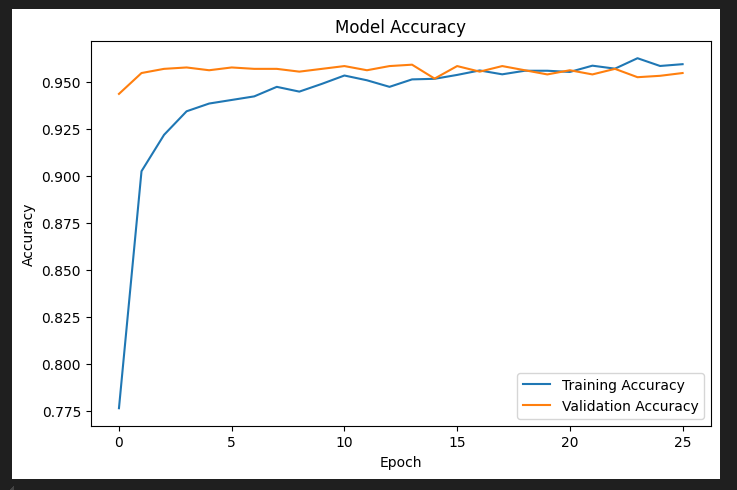 Model Accuracy
0.950
0.925
0.900
0.875
0.850
0.825
0.800
0.775
Accuracy
0 5 10 15 20 25
Epoch
Training Accuracy
Validation Accuracy